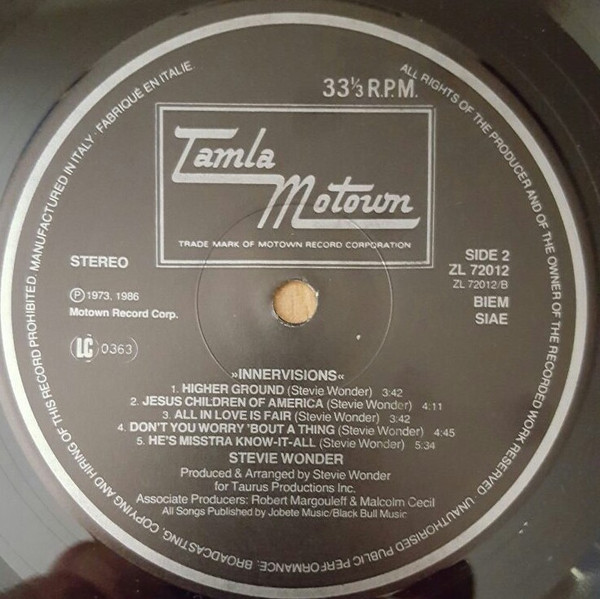 33⅓ R.P.M.
Tamla
Motown
TRADE MARK OF MOTOWN RECORD CORPORATION
STEREO
SIDE 2
ZL 72012
ZL 72012/B
Ⓟ 1973, 1986
Motown Record Corp.
BIEM
SIAE
LC 0363
»INNERVISIONS«
1. HIGHER GROUND (Stevie Wonder) 3:42
2. JESUS CHILDREN OF AMERICA (Stevie Wonder) 4:11
3. ALL IN LOVE IS FAIR (Stevie Wonder) 3:42
4. DON'T YOU WORRY 'BOUT A THING (Stevie Wonder) 4:45
5. HE'S MISSTRA KNOW-IT-ALL (Stevie Wonder) 5:34
STEVIE WONDER
Produced & Arranged by Stevie Wonder
for Taurus Productions Inc.
Associate Producers: Robert Margouleff & Malcolm Cecil
All Songs Published by Jobete Music/Black Bull Music
ALL RIGHTS OF THE PRODUCER AND OF THE OWNER OF THE RECORDED WORK RESERVED · UNAUTHORISED PUBLIC PERFORMANCE, BROADCASTING, COPYING AND HIRING OF THIS RECORD PROHIBITED. MANUFACTURED IN ITALY · FABRIQUÉ EN ITALIE